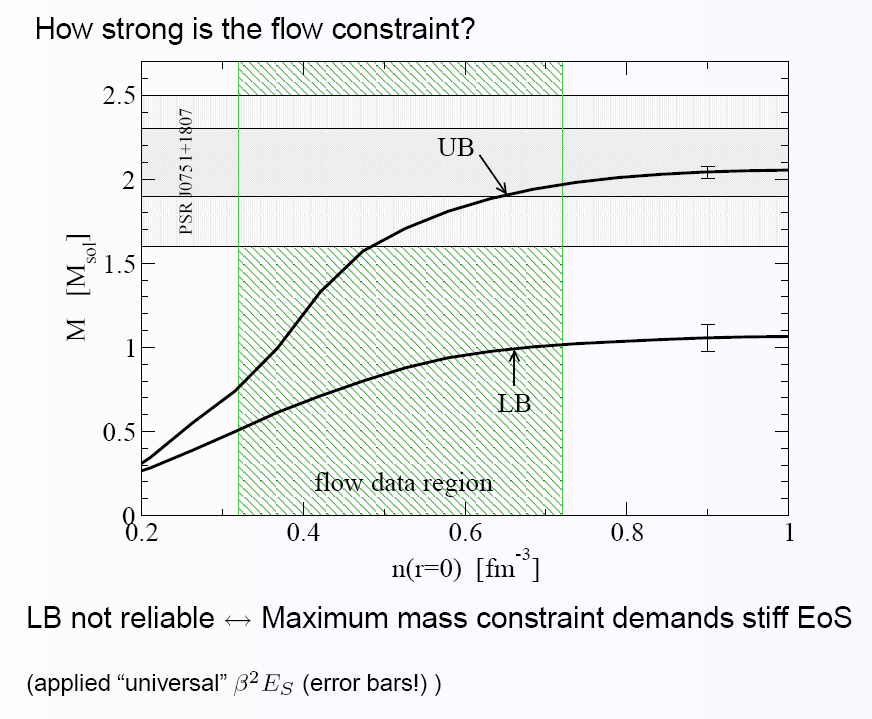 How strong is the flow constraint?
2.5
2
1.5
1
0.5
0
M [M_sol]
PSR J0751+1807
UB
LB
flow data region
0.2 0.4 0.6 0.8 1
n(r=0) [fm^-3]
LB not reliable ↔ Maximum mass constraint demands stiff EoS
(applied “universal” β²E_S (error bars!) )